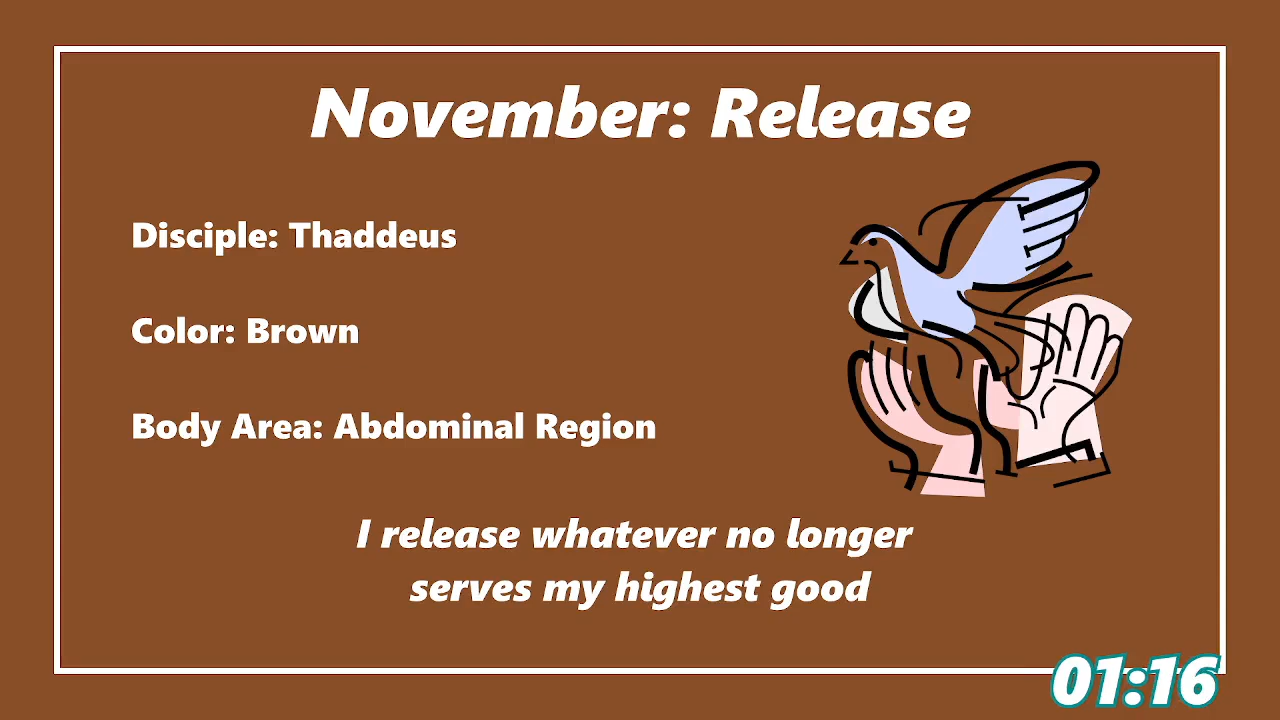 November: Release
Disciple: Thaddeus
Color: Brown
Body Area: Abdominal Region
I release whatever no longer
serves my highest good
01:16